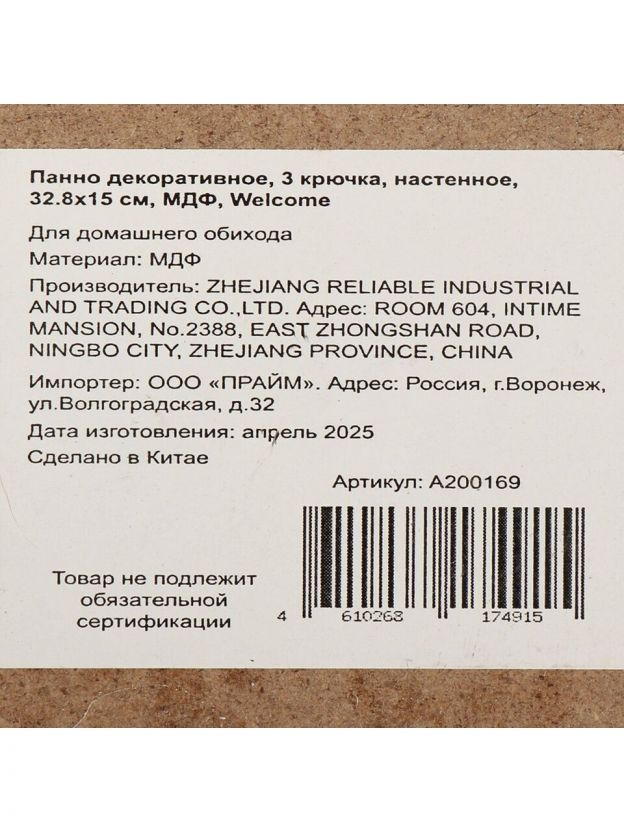 Панно декоративное, 3 крючка, настенное,
32.8x15 см, МДФ, Welcome
Для домашнего обихода
Материал: МДФ
Производитель: ZHEJIANG RELIABLE INDUSTRIAL
AND TRADING CO.,LTD. Адрес: ROOM 604, INTIME
MANSION, No.2388, EAST ZHONGSHAN ROAD,
NINGBO CITY, ZHEJIANG PROVINCE, CHINA
Импортер: ООО «ПРАЙМ». Адрес: Россия, г.Воронеж,
ул.Волгоградская, д.32
Дата изготовления: апрель 2025
Сделано в Китае
Артикул: A200169
Товар не подлежит
обязательной
сертификации
4 610268 174915